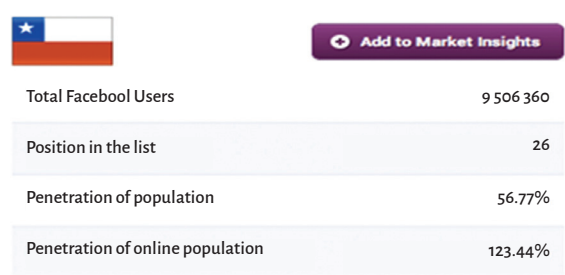 Add to Market Insights
Total Facebool Users 9 506 360
Position in the list 26
Penetration of population 56.77%
Penetration of online population 123.44%